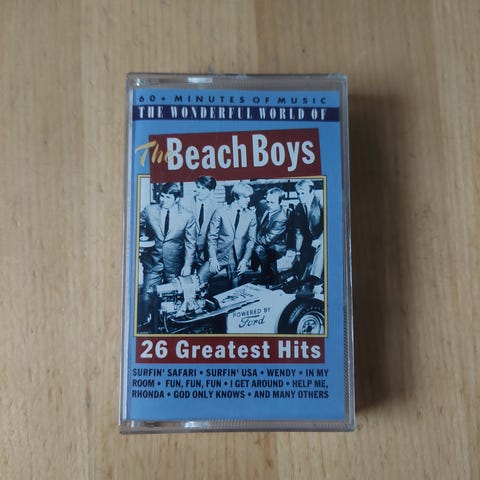 60+ MINUTES OF MUSIC
THE WONDERFUL WORLD OF
The Beach Boys
POWERED BY
Ford
26 Greatest Hits
SURFIN' SAFARI • SURFIN' USA • WENDY • IN MY
ROOM • FUN, FUN, FUN • I GET AROUND • HELP ME,
RHONDA • GOD ONLY KNOWS • AND MANY OTHERS